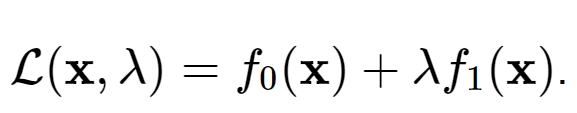 ℒ(𝐱, λ) = f₀(𝐱) + λf₁(𝐱).